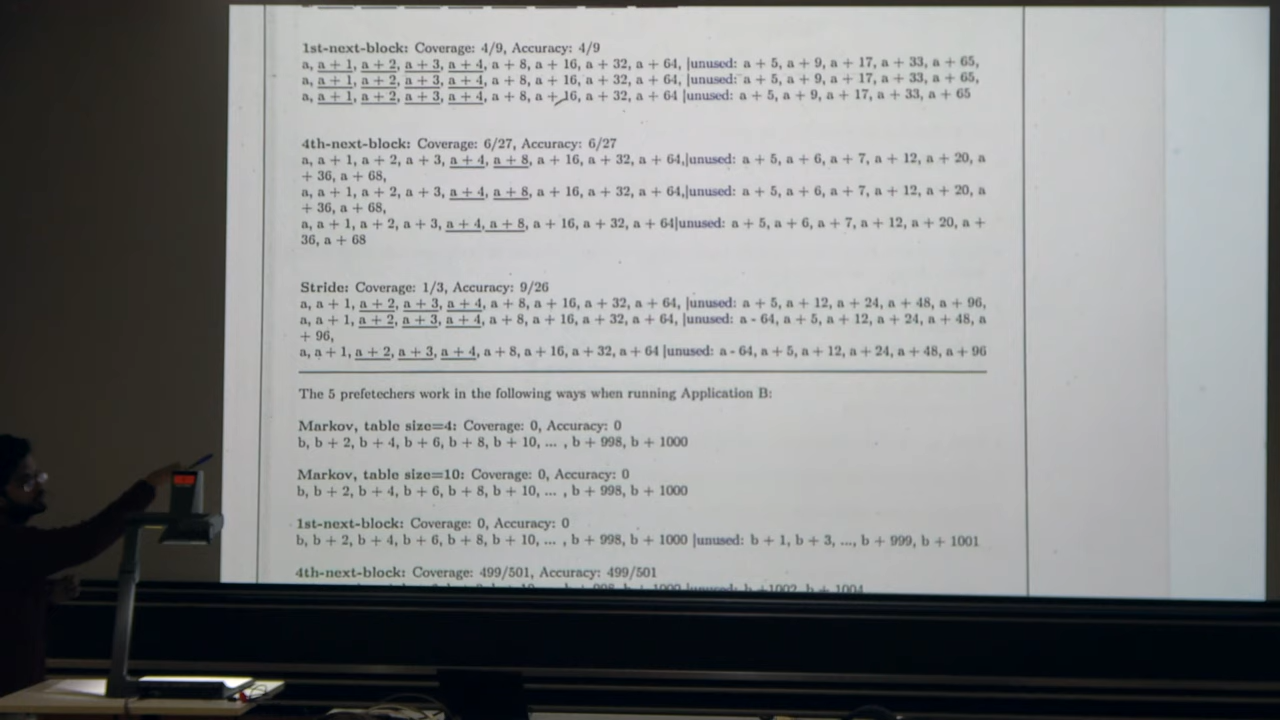 1st-next-block: Coverage: 4/9, Accuracy: 4/9
a, a + 1, a + 2, a + 3, a + 4, a + 8, a + 16, a + 32, a + 64, |unused: a + 5, a + 9, a + 17, a + 33, a + 65,
a, a + 1, a + 2, a + 3, a + 4, a + 8, a + 16, a + 32, a + 64, |unused: a + 5, a + 9, a + 17, a + 33, a + 65,
a, a + 1, a + 2, a + 3, a + 4, a + 8, a + 16, a + 32, a + 64 |unused: a + 5, a + 9, a + 17, a + 33, a + 65
4th-next-block: Coverage: 6/27, Accuracy: 6/27
a, a + 1, a + 2, a + 3, a + 4, a + 8, a + 16, a + 32, a + 64,|unused: a + 5, a + 6, a + 7, a + 12, a + 20, a
+ 36, a + 68,
a, a + 1, a + 2, a + 3, a + 4, a + 8, a + 16, a + 32, a + 64,|unused: a + 5, a + 6, a + 7, a + 12, a + 20, a
+ 36, a + 68,
a, a + 1, a + 2, a + 3, a + 4, a + 8, a + 16, a + 32, a + 64|unused: a + 5, a + 6, a + 7, a + 12, a + 20, a +
36, a + 68
Stride: Coverage: 1/3, Accuracy: 9/26
a, a + 1, a + 2, a + 3, a + 4, a + 8, a + 16, a + 32, a + 64, |unused: a + 5, a + 12, a + 24, a + 48, a + 96,
a, a + 1, a + 2, a + 3, a + 4, a + 8, a + 16, a + 32, a + 64, |unused: a - 64, a + 5, a + 12, a + 24, a + 48, a
+ 96,
a, a + 1, a + 2, a + 3, a + 4, a + 8, a + 16, a + 32, a + 64 |unused: a - 64, a + 5, a + 12, a + 24, a + 48, a + 96
The 5 prefetechers work in the following ways when running Application B:
Markov, table size=4: Coverage: 0, Accuracy: 0
b, b + 2, b + 4, b + 6, b + 8, b + 10, ... , b + 998, b + 1000
Markov, table size=10: Coverage: 0, Accuracy: 0
b, b + 2, b + 4, b + 6, b + 8, b + 10, ... , b + 998, b + 1000
1st-next-block: Coverage: 0, Accuracy: 0
b, b + 2, b + 4, b + 6, b + 8, b + 10, ... , b + 998, b + 1000 |unused: b + 1, b + 3, ..., b + 999, b + 1001
4th-next-block: Coverage: 499/501, Accuracy: 499/501
b + 1002, b + 1004